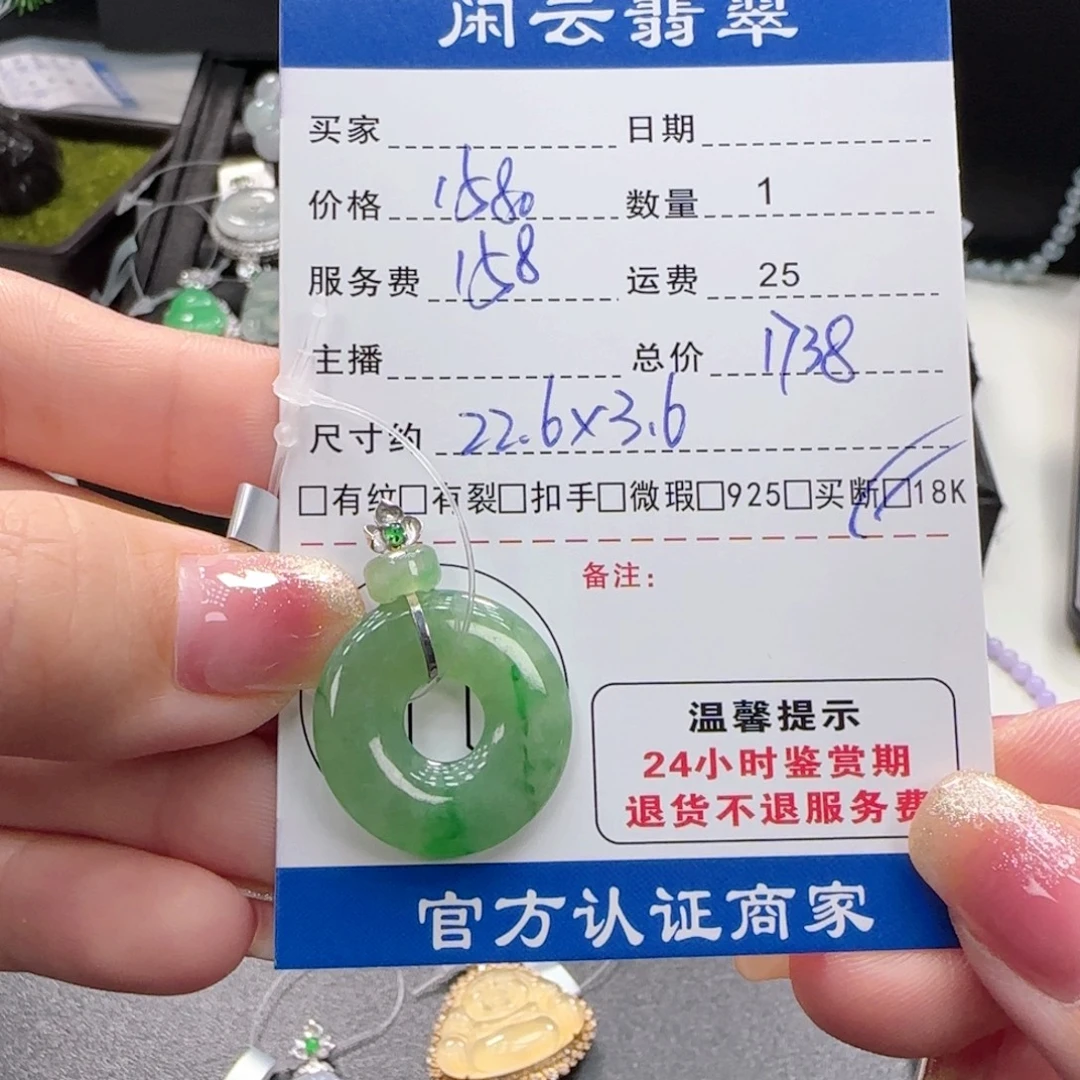 闲云翡翠
买家 日期
价格 1580 数量 1
服务费 158 运费 25
主播 总价 1738
尺寸约 22.6×3.6
□有纹□有裂□扣手□微瑕□925□买断□18K
备注：
温馨提示
24小时鉴赏期
退货不退服务费
官方认证商家